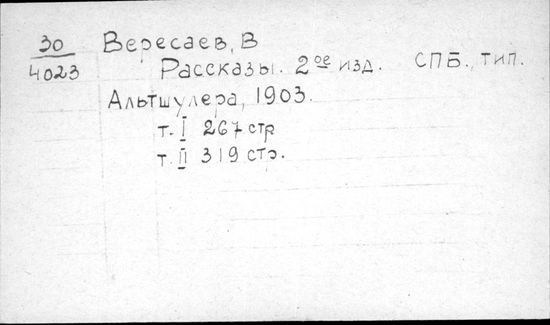 30 Вересаев, В
4023 Рассказы. 2ое изд. СПБ. тип.
Альтшулера, 1903.
т. I 267 стр
т. II 319 стр.